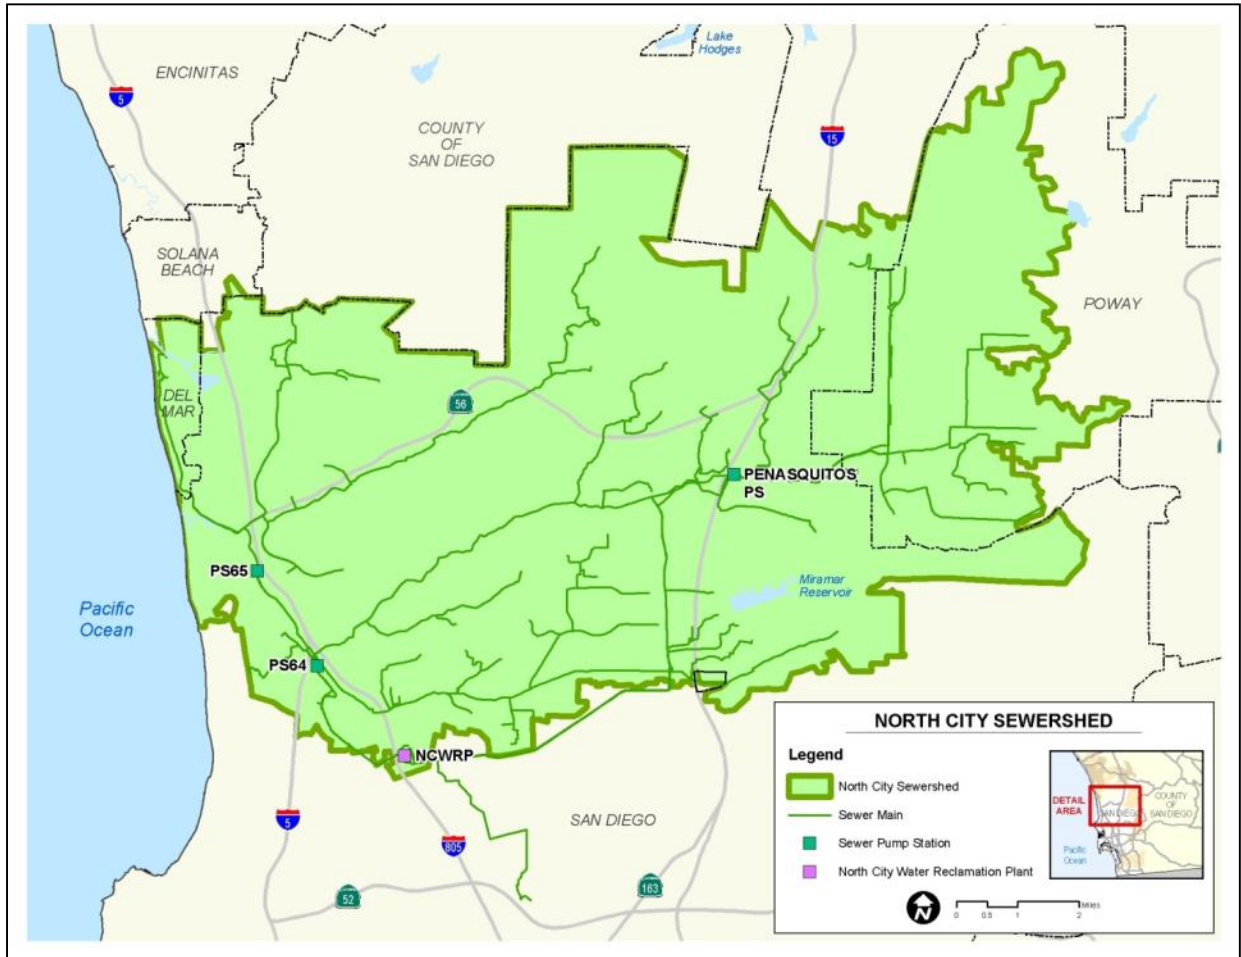 Lake
Hodges
ENCINITAS
5
COUNTY
OF
SAN DIEGO
15
SOLANA
BEACH
POWAY
DEL
MAR
56
PENASQUITOS
PS
PS65
Miramar
Reservoir
Pacific
Ocean
PS64
NCWRP
SAN DIEGO
5
805
52
163
NORTH CITY SEWERSHED
Legend
North City Sewershed
Sewer Main
Sewer Pump Station
North City Water Reclamation Plant
DETAIL
AREA
COUNTY
OF
SAN DIEGO
SAN DIEGO
Pacific
Ocean
N
Miles
0 0.5 1 2